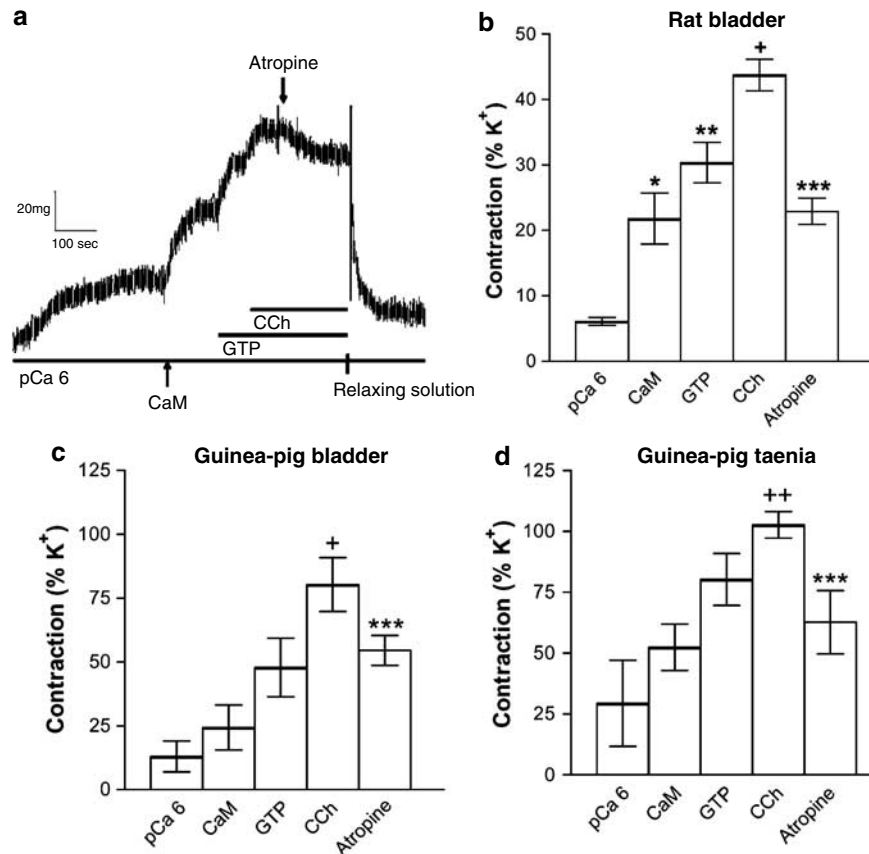 a
Atropine
20mg
100 sec
CCh
GTP
pCa 6
CaM
Relaxing solution
b
Rat bladder
Contraction (% K+)
50
40
30
20
10
0
*
**
+
***
pCa 6
CaM
GTP
CCh
Atropine
c
Guinea-pig bladder
Contraction (% K+)
125
100
75
50
25
0
+
***
pCa 6
CaM
GTP
CCh
Atropine
d
Guinea-pig taenia
Contraction (% K+)
125
100
75
50
25
0
++
***
pCa 6
CaM
GTP
CCh
Atropine